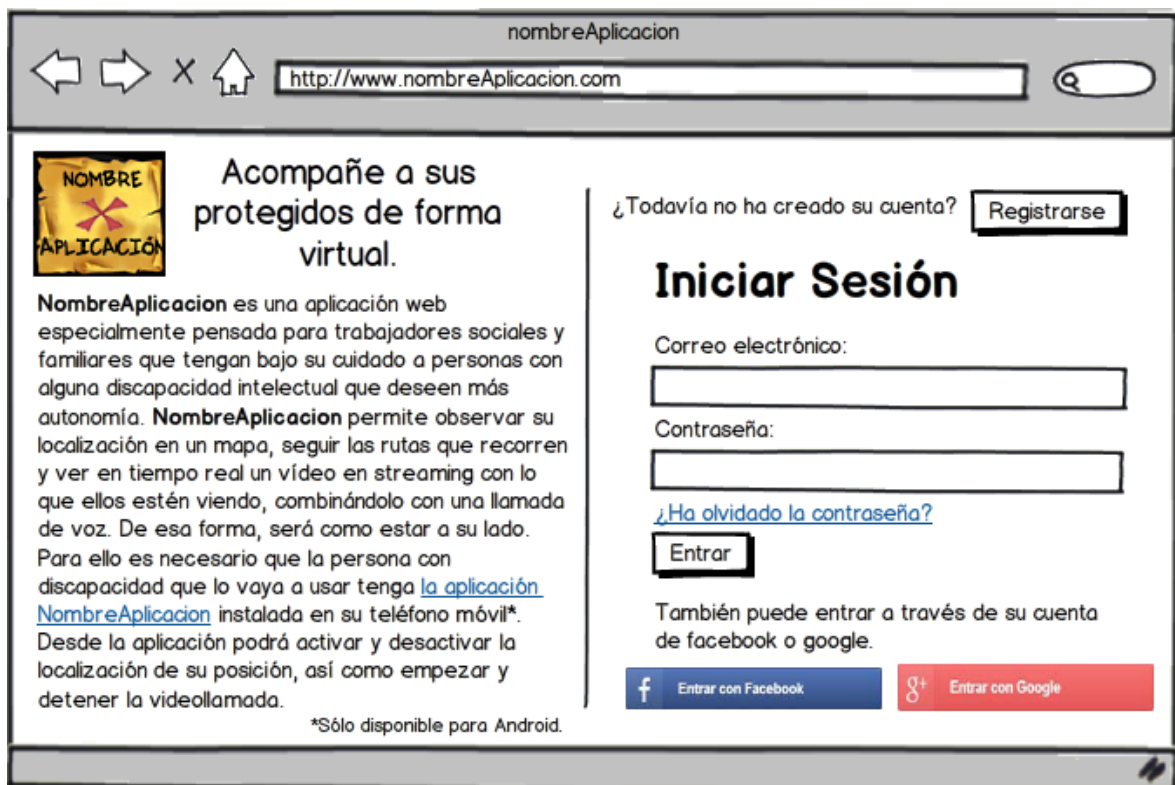 nombreAplicacion
http://www.nombreAplicacion.com
NOMBRE
APLICACIÓN
Acompañe a sus
protegidos de forma
virtual.
NombreAplicacion es una aplicación web
especialmente pensada para trabajadores sociales y
familiares que tengan bajo su cuidado a personas con
alguna discapacidad intelectual que deseen más
autonomía. NombreAplicacion permite observar su
localización en un mapa, seguir las rutas que recorren
y ver en tiempo real un vídeo en streaming con lo
que ellos estén viendo, combinándolo con una llamada
de voz. De esa forma, será como estar a su lado.
Para ello es necesario que la persona con
discapacidad que lo vaya a usar tenga la aplicación
NombreAplicacion instalada en su teléfono móvil*.
Desde la aplicación podrá activar y desactivar la
localización de su posición, así como empezar y
detener la videollamada.
*Sólo disponible para Android.
¿Todavía no ha creado su cuenta? Registrarse
Iniciar Sesión
Correo electrónico:
Contraseña:
¿Ha olvidado la contraseña?
Entrar
También puede entrar a través de su cuenta
de facebook o google.
f Entrar con Facebook
g+ Entrar con Google